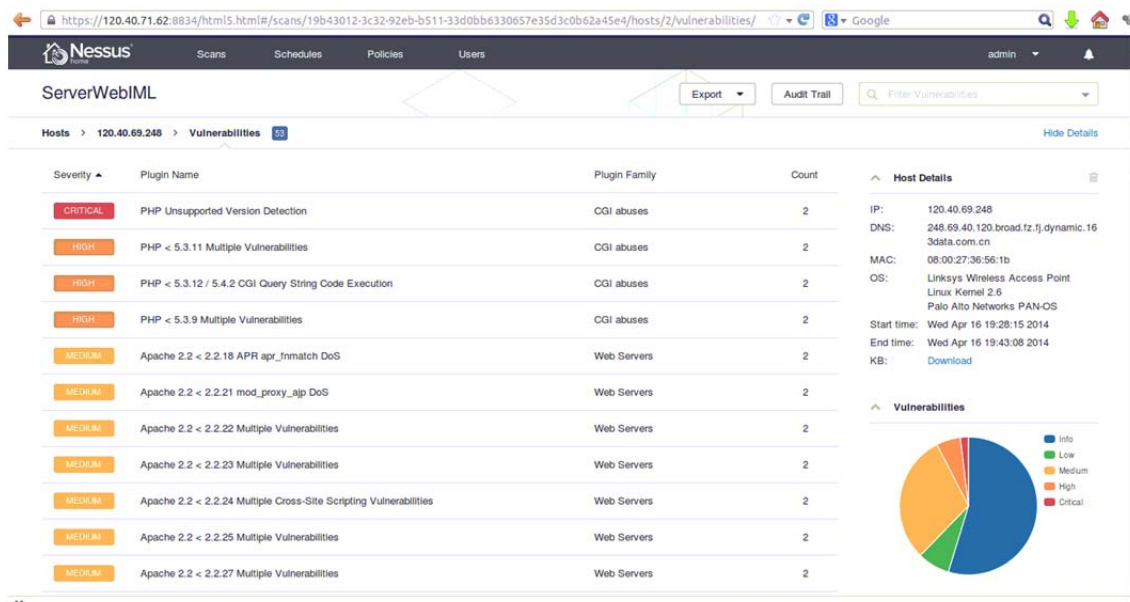 https://120.40.71.62:8834/html5.html#/scans/19b43012-3c32-92eb-b511-33d0bb6330657e35d3c0b62a45e4/hosts/2/vulnerabilities/
Google
Nessus
home
Scans
Schedules
Policies
Users
admin
ServerWebIML
Export
Audit Trail
Filter Vulnerabilities
Hosts > 120.40.69.248 > Vulnerabilities 53
Hide Details
Severity Plugin Name Plugin Family Count
CRITICAL PHP Unsupported Version Detection CGI abuses 2
HIGH PHP < 5.3.11 Multiple Vulnerabilities CGI abuses 2
HIGH PHP < 5.3.12 / 5.4.2 CGI Query String Code Execution CGI abuses 2
HIGH PHP < 5.3.9 Multiple Vulnerabilities CGI abuses 2
MEDIUM Apache 2.2 < 2.2.18 APR apr_fnmatch DoS Web Servers 2
MEDIUM Apache 2.2 < 2.2.21 mod_proxy_ajp DoS Web Servers 2
MEDIUM Apache 2.2 < 2.2.22 Multiple Vulnerabilities Web Servers 2
MEDIUM Apache 2.2 < 2.2.23 Multiple Vulnerabilities Web Servers 2
MEDIUM Apache 2.2 < 2.2.24 Multiple Cross-Site Scripting Vulnerabilities Web Servers 2
MEDIUM Apache 2.2 < 2.2.25 Multiple Vulnerabilities Web Servers 2
MEDIUM Apache 2.2 < 2.2.27 Multiple Vulnerabilities Web Servers 2
Host Details
IP: 120.40.69.248
DNS: 248.69.40.120.broad.fz.fj.dynamic.16
3data.com.cn
MAC: 08:00:27:36:56:1b
OS: Linksys Wireless Access Point
Linux Kernel 2.6
Palo Alto Networks PAN-OS
Start time: Wed Apr 16 19:28:15 2014
End time: Wed Apr 16 19:43:08 2014
KB: Download
Vulnerabilities
Info
Low
Medium
High
Critical